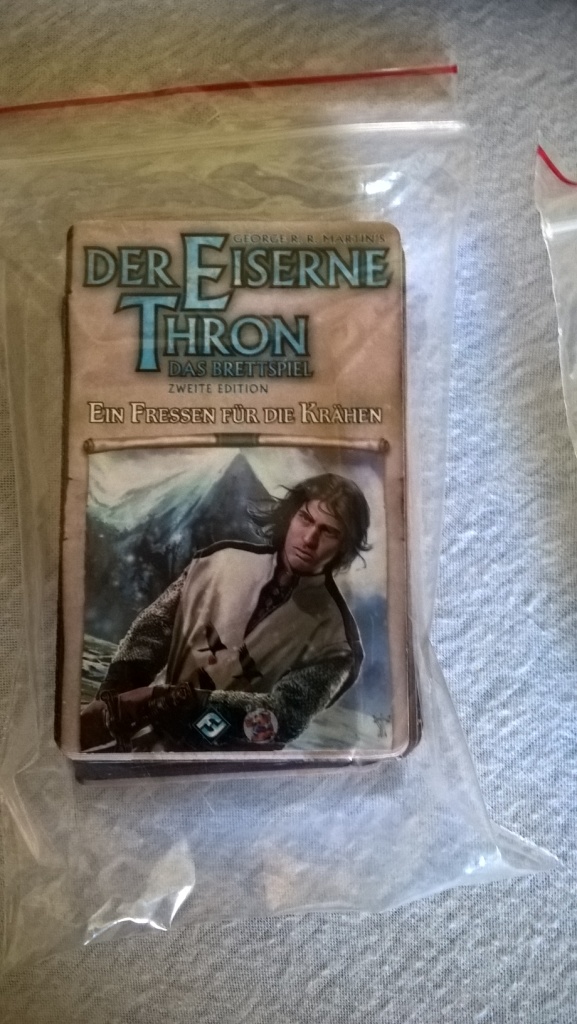 GEORGE R. R. MARTIN'S
DER EISERNE
THRON
DAS BRETTSPIEL
ZWEITE EDITION
EIN FRESSEN FÜR DIE KRÄHEN